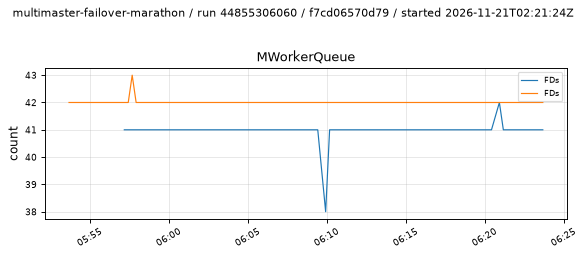 multimaster-failover-marathon / run 44855306060 / f7cd06570d79 / started 2026-11-21T02:21:24Z
MWorkerQueue
43
42
41
40
39
38
count
FDs
FDs
05:55
06:00
06:05
06:10
06:15
06:20
06:25